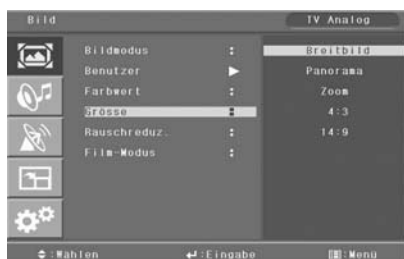 Bild
TV Analog
Bildmodus :
Benutzer
Farbwert :
Grösse :
Rauschreduz. :
Film-Modus :
Breitbild
Panorama
Zoom
4:3
14:9
:Wahlen
:Eingabe
:Menü